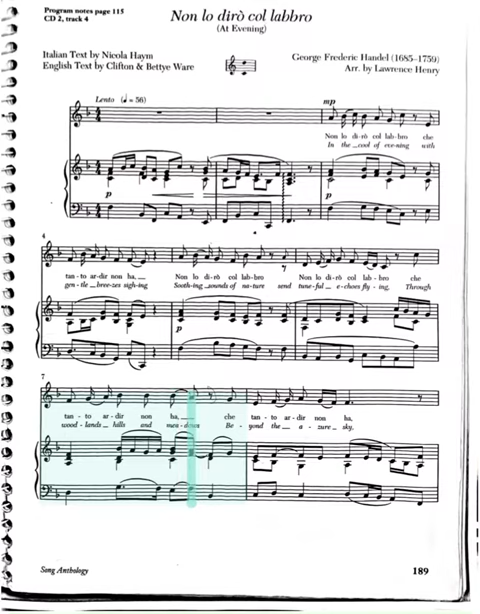 Program notes page 115
CD 2, track 4
Non lo dirò col labbro
(At Evening)
Italian Text by Nicola Haym
English Text by Clifton & Bettye Ware
George Frederic Handel (1685-1759)
Arr. by Lawrence Henry
Lento (♩ = 56)
mp
Non lo di-rò col lab-bro che
In the cool of eve-ning with
p
p
4
tan-to ar-dir non ha, Non lo di-rò col labbro Non lo di-rò col lab-bro che
gen-tle breezes sigh-ing Sooth-ing sounds of na-ture send tune-ful e-choes fly-ing, Through
p
7
tan-to ar-dir non ha, che tan-to ar-dir non ha.
wood-lands hills and mea-dows Be-yond the a-zure sky,
Song Anthology
189